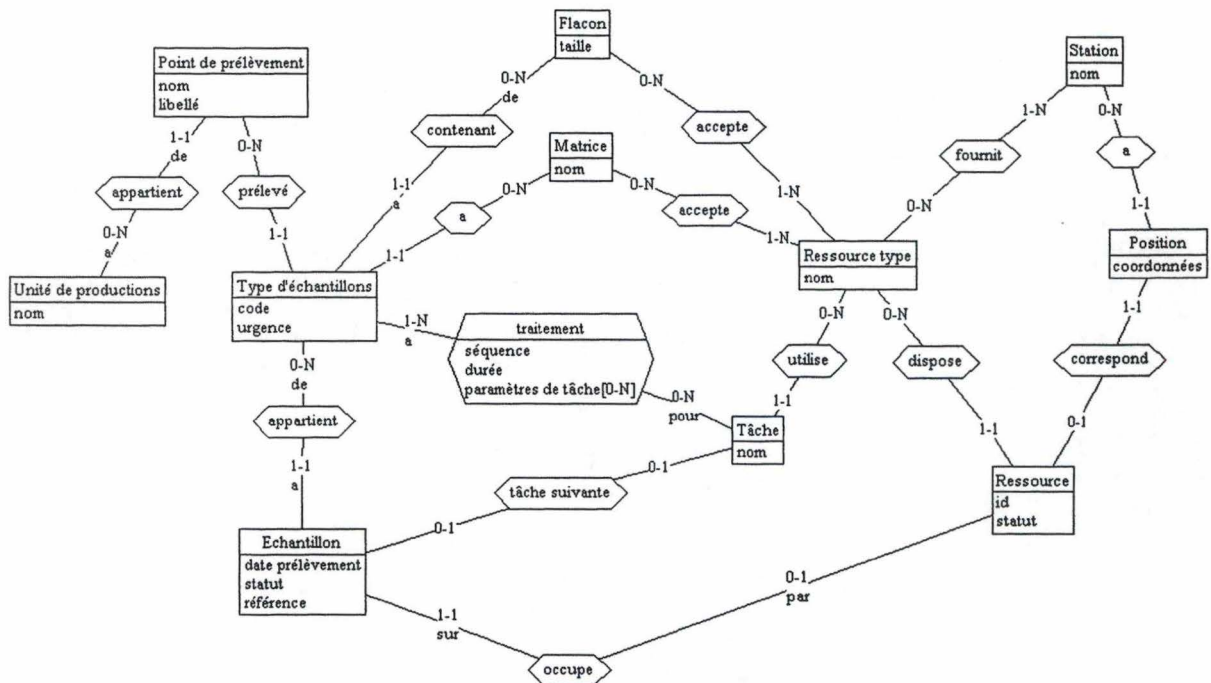 Flacon
taille
Point de prélèvement
nom
libellé
Station
nom
0-N
de
0-N
1-1
de
0-N
contenant
accepte
1-N
0-N
Matrice
nom
fournit
a
appartient
prélevé
1-1
a
0-N
0-N
accepte
1-N
0-N
1-1
0-N
a
1-1
a
1-1
1-N
Ressource type
nom
Position
coordonnées
Unité de productions
nom
Type d'échantillons
code
urgence
1-N
a
traitement
séquence
durée
paramètres de tâche[0-N]
0-N
0-N
1-1
utilise
dispose
correspond
0-N
de
0-N
pour
1-1
appartient
Tâche
nom
1-1
0-1
1-1
a
0-1
tâche suivante
Ressource
id
statut
0-1
Echantillon
date prélèvement
statut
référence
0-1
par
1-1
sur
occupe